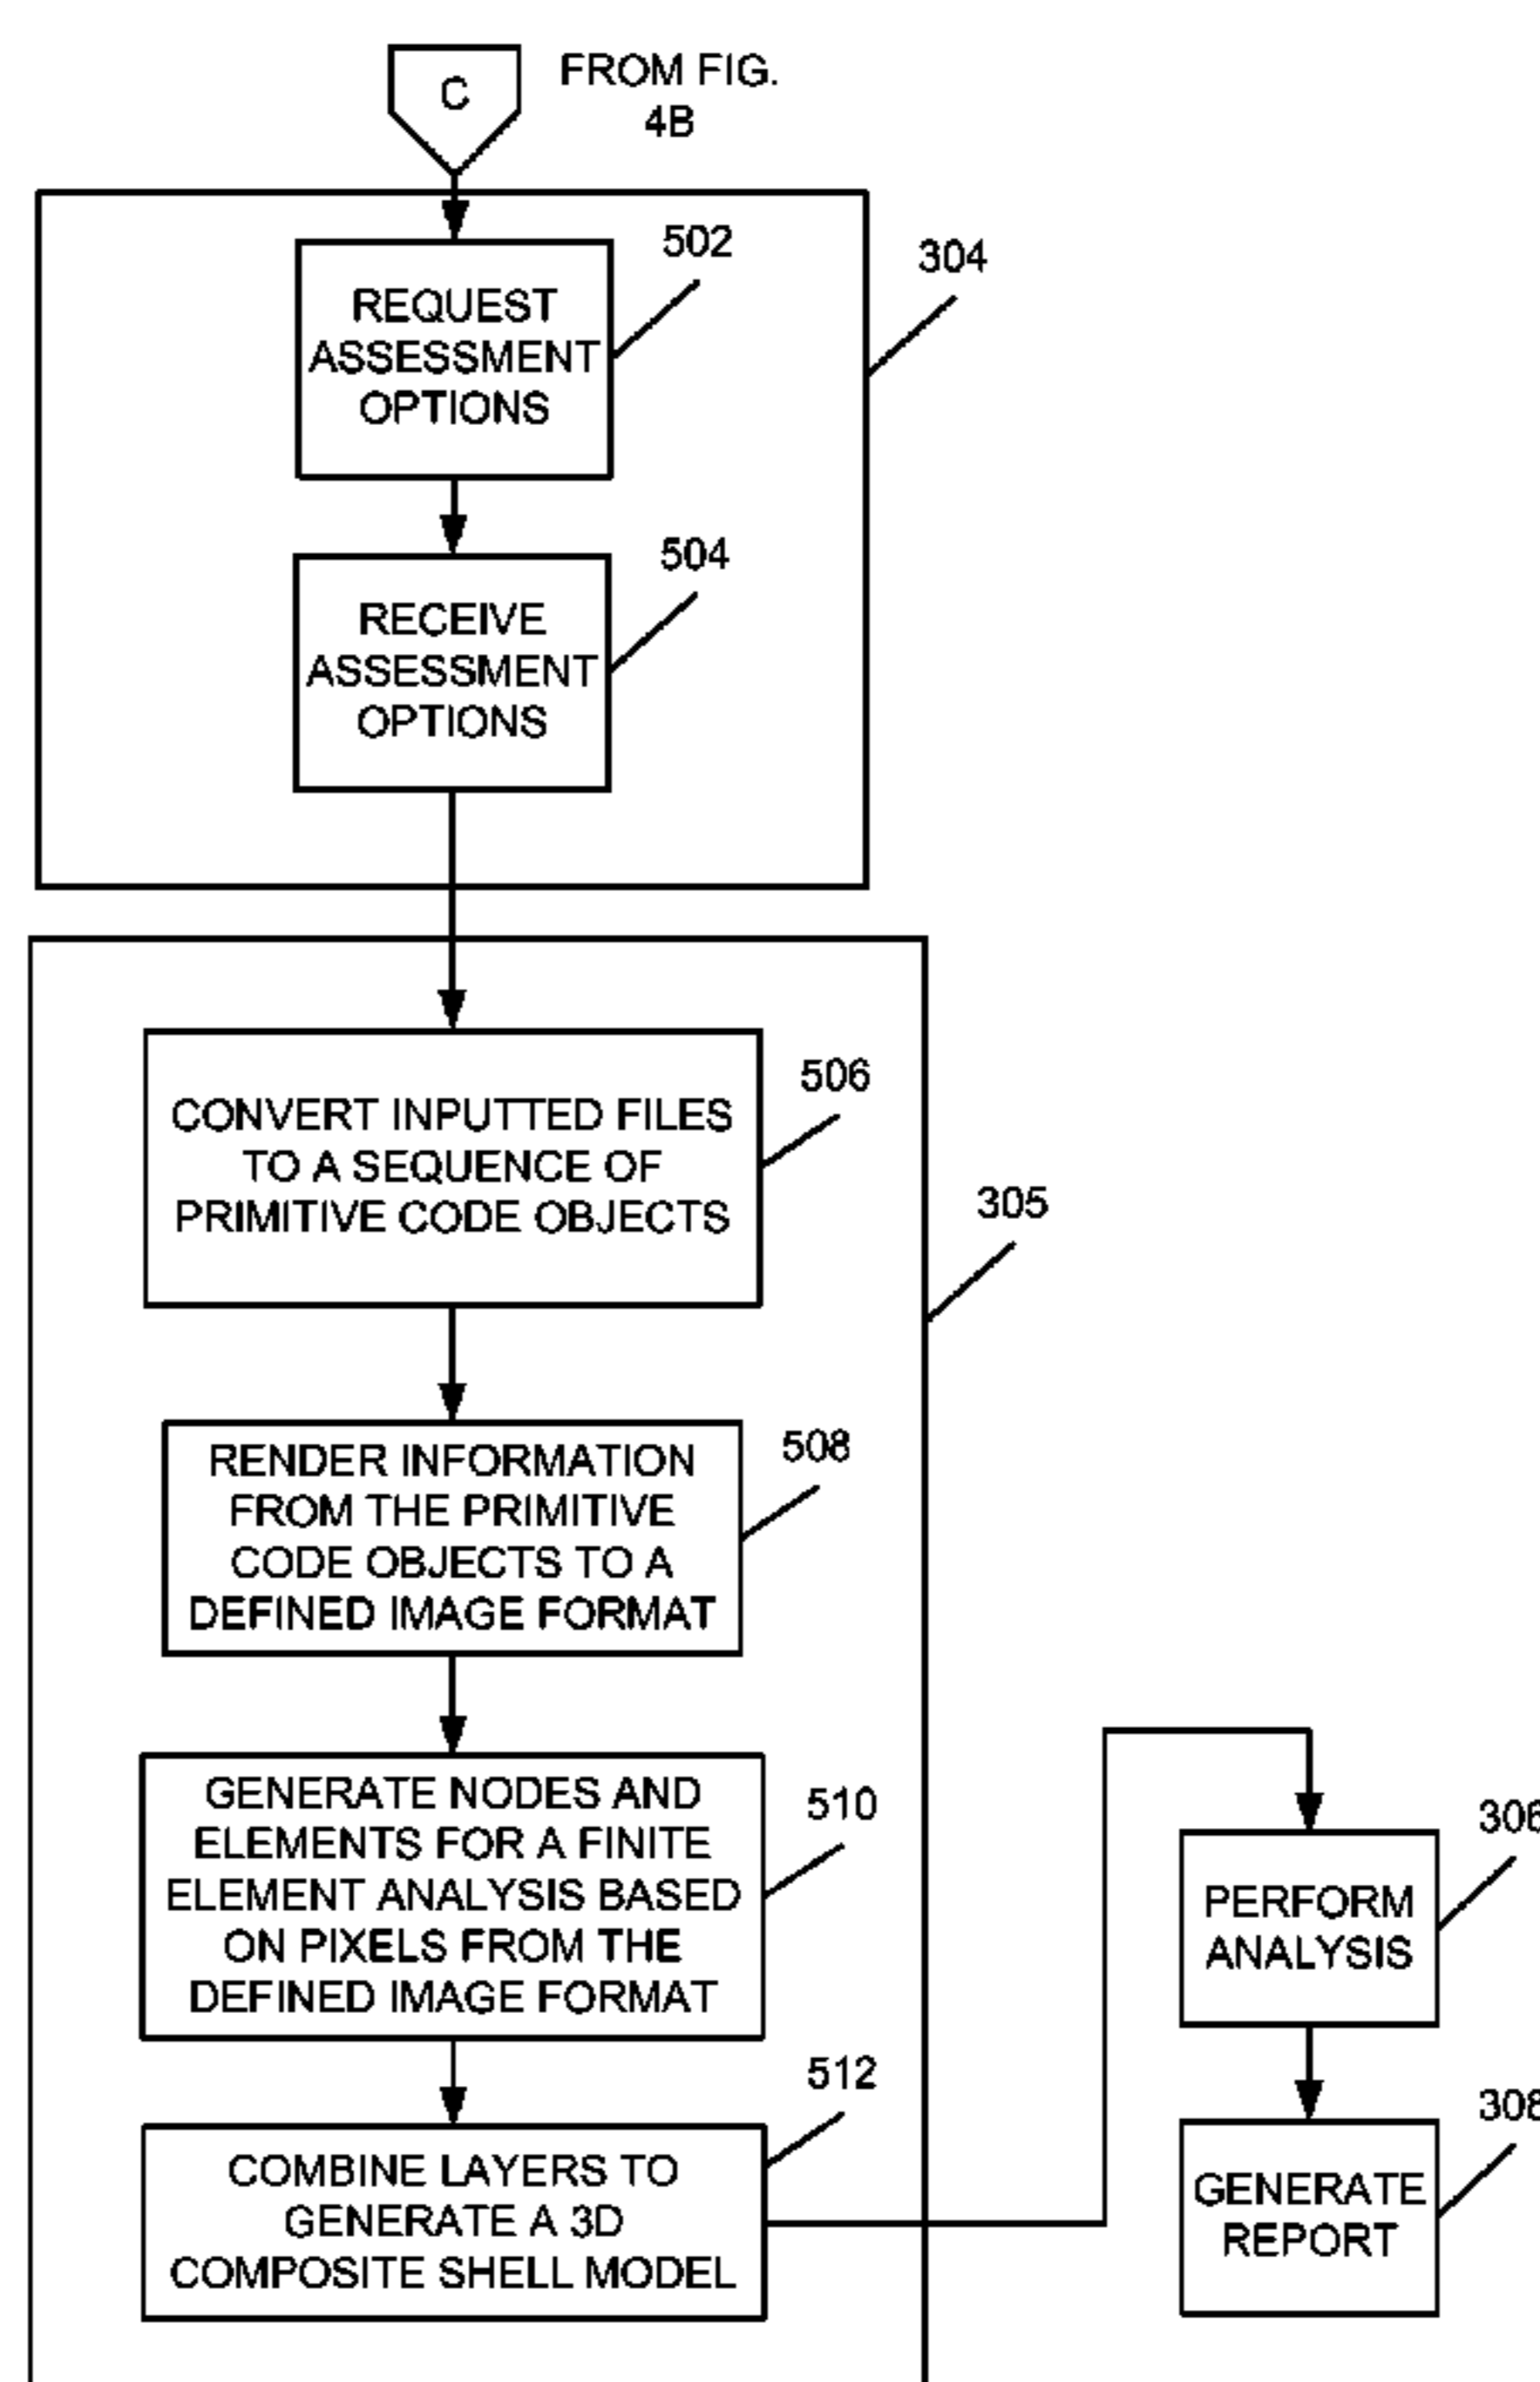 C
FROM FIG.
4B
502
304
REQUEST
ASSESSMENT
OPTIONS
504
RECEIVE
ASSESSMENT
OPTIONS
506
CONVERT INPUTTED FILES
TO A SEQUENCE OF
PRIMITIVE CODE OBJECTS
305
508
RENDER INFORMATION
FROM THE PRIMITIVE
CODE OBJECTS TO A
DEFINED IMAGE FORMAT
510
GENERATE NODES AND
ELEMENTS FOR A FINITE
ELEMENT ANALYSIS BASED
ON PIXELS FROM THE
DEFINED IMAGE FORMAT
512
COMBINE LAYERS TO
GENERATE A 3D
COMPOSITE SHELL MODEL
306
PERFORM
ANALYSIS
308
GENERATE
REPORT